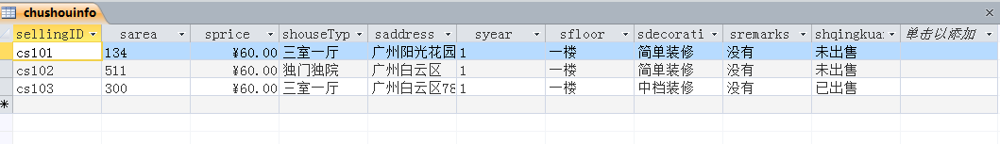 chushouinfo
sellingID sarea sprice shouseTyp saddress syear sfloor sdecorati sremarks shqingkua 单击以添加
cs101 134 ¥60.00 三室一厅 广州阳光花园 1 一楼 简单装修 没有 未出售
cs102 511 ¥60.00 独门独院 广州白云区 1 一楼 简单装修 没有 未出售
cs103 300 ¥60.00 三室一厅 广州白云区78 1 一楼 中档装修 没有 已出售